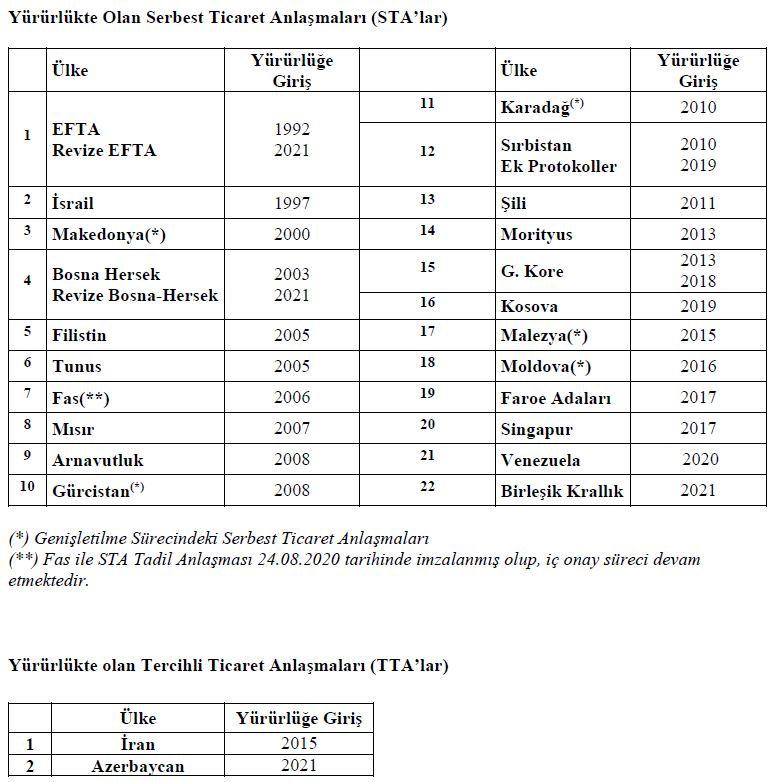 Yürürlükte Olan Serbest Ticaret Anlaşmaları (STA’lar)
Ülke Yürürlüğe Giriş Ülke Yürürlüğe Giriş
1 EFTA 1992
Revize EFTA 2021
11 Karadağ(*) 2010
12 Sırbistan 2010
Ek Protokoller 2019
2 İsrail 1997 13 Şili 2011
3 Makedonya(*) 2000 14 Morityus 2013
4 Bosna Hersek 2003
Revize Bosna-Hersek 2021
15 G. Kore 2013
2018
16 Kosova 2019
5 Filistin 2005 17 Malezya(*) 2015
6 Tunus 2005 18 Moldova(*) 2016
7 Fas(**) 2006 19 Faroe Adaları 2017
8 Mısır 2007 20 Singapur 2017
9 Arnavutluk 2008 21 Venezuela 2020
10 Gürcistan(*) 2008 22 Birleşik Krallık 2021
(*) Genişletilme Sürecindeki Serbest Ticaret Anlaşmaları
(**) Fas ile STA Tadil Anlaşması 24.08.2020 tarihinde imzalanmış olup, iç onay süreci devam
etmektedir.
Yürürlükte olan Tercihli Ticaret Anlaşmaları (TTA’lar)
Ülke Yürürlüğe Giriş
1 İran 2015
2 Azerbaycan 2021